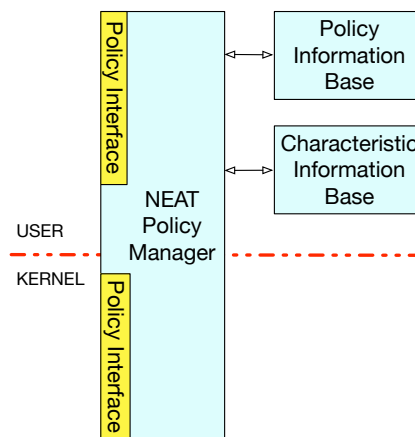 Policy Interface
Policy
Information
Base
Characteristic
Information
Base
NEAT
Policy
Manager
USER
KERNEL
Policy Interface